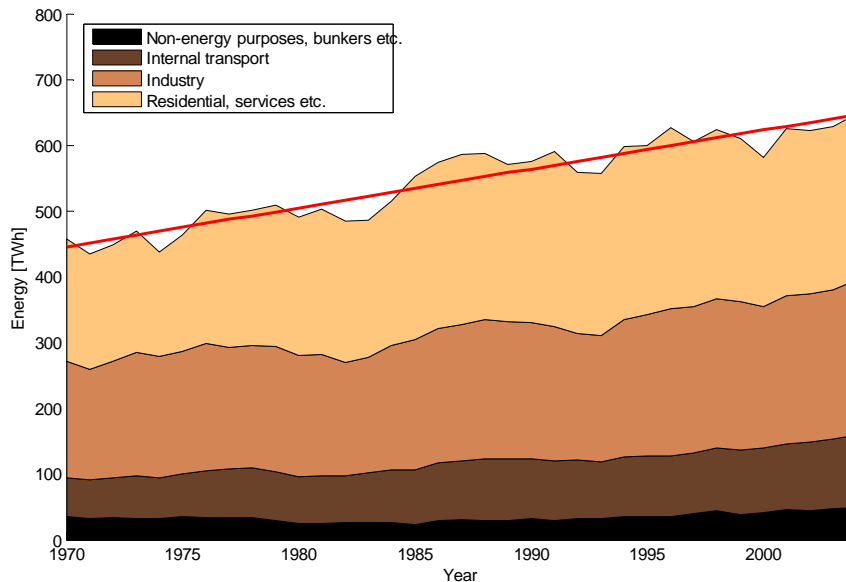 800
700
600
500
400
300
200
100
0
Energy [TWh]
Non-energy purposes, bunkers etc.
Internal transport
Industry
Residential, services etc.
1970
1975
1980
1985
1990
1995
2000
Year